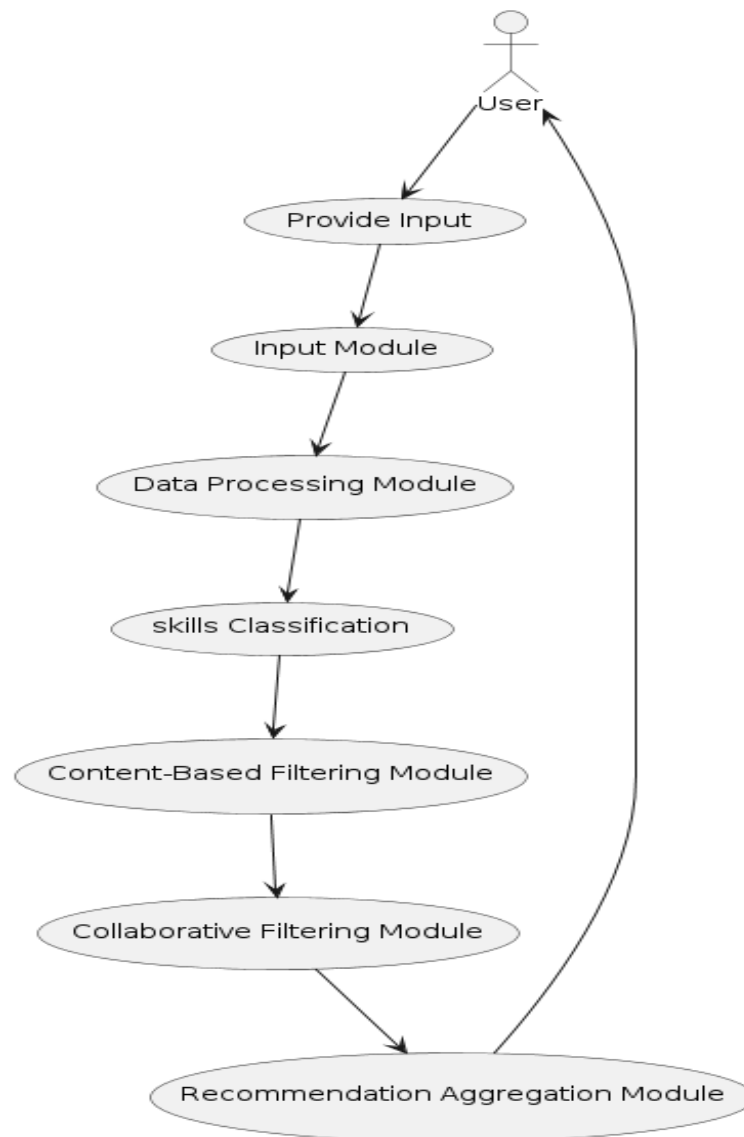 User
Provide Input
Input Module
Data Processing Module
skills Classification
Content-Based Filtering Module
Collaborative Filtering Module
Recommendation Aggregation Module